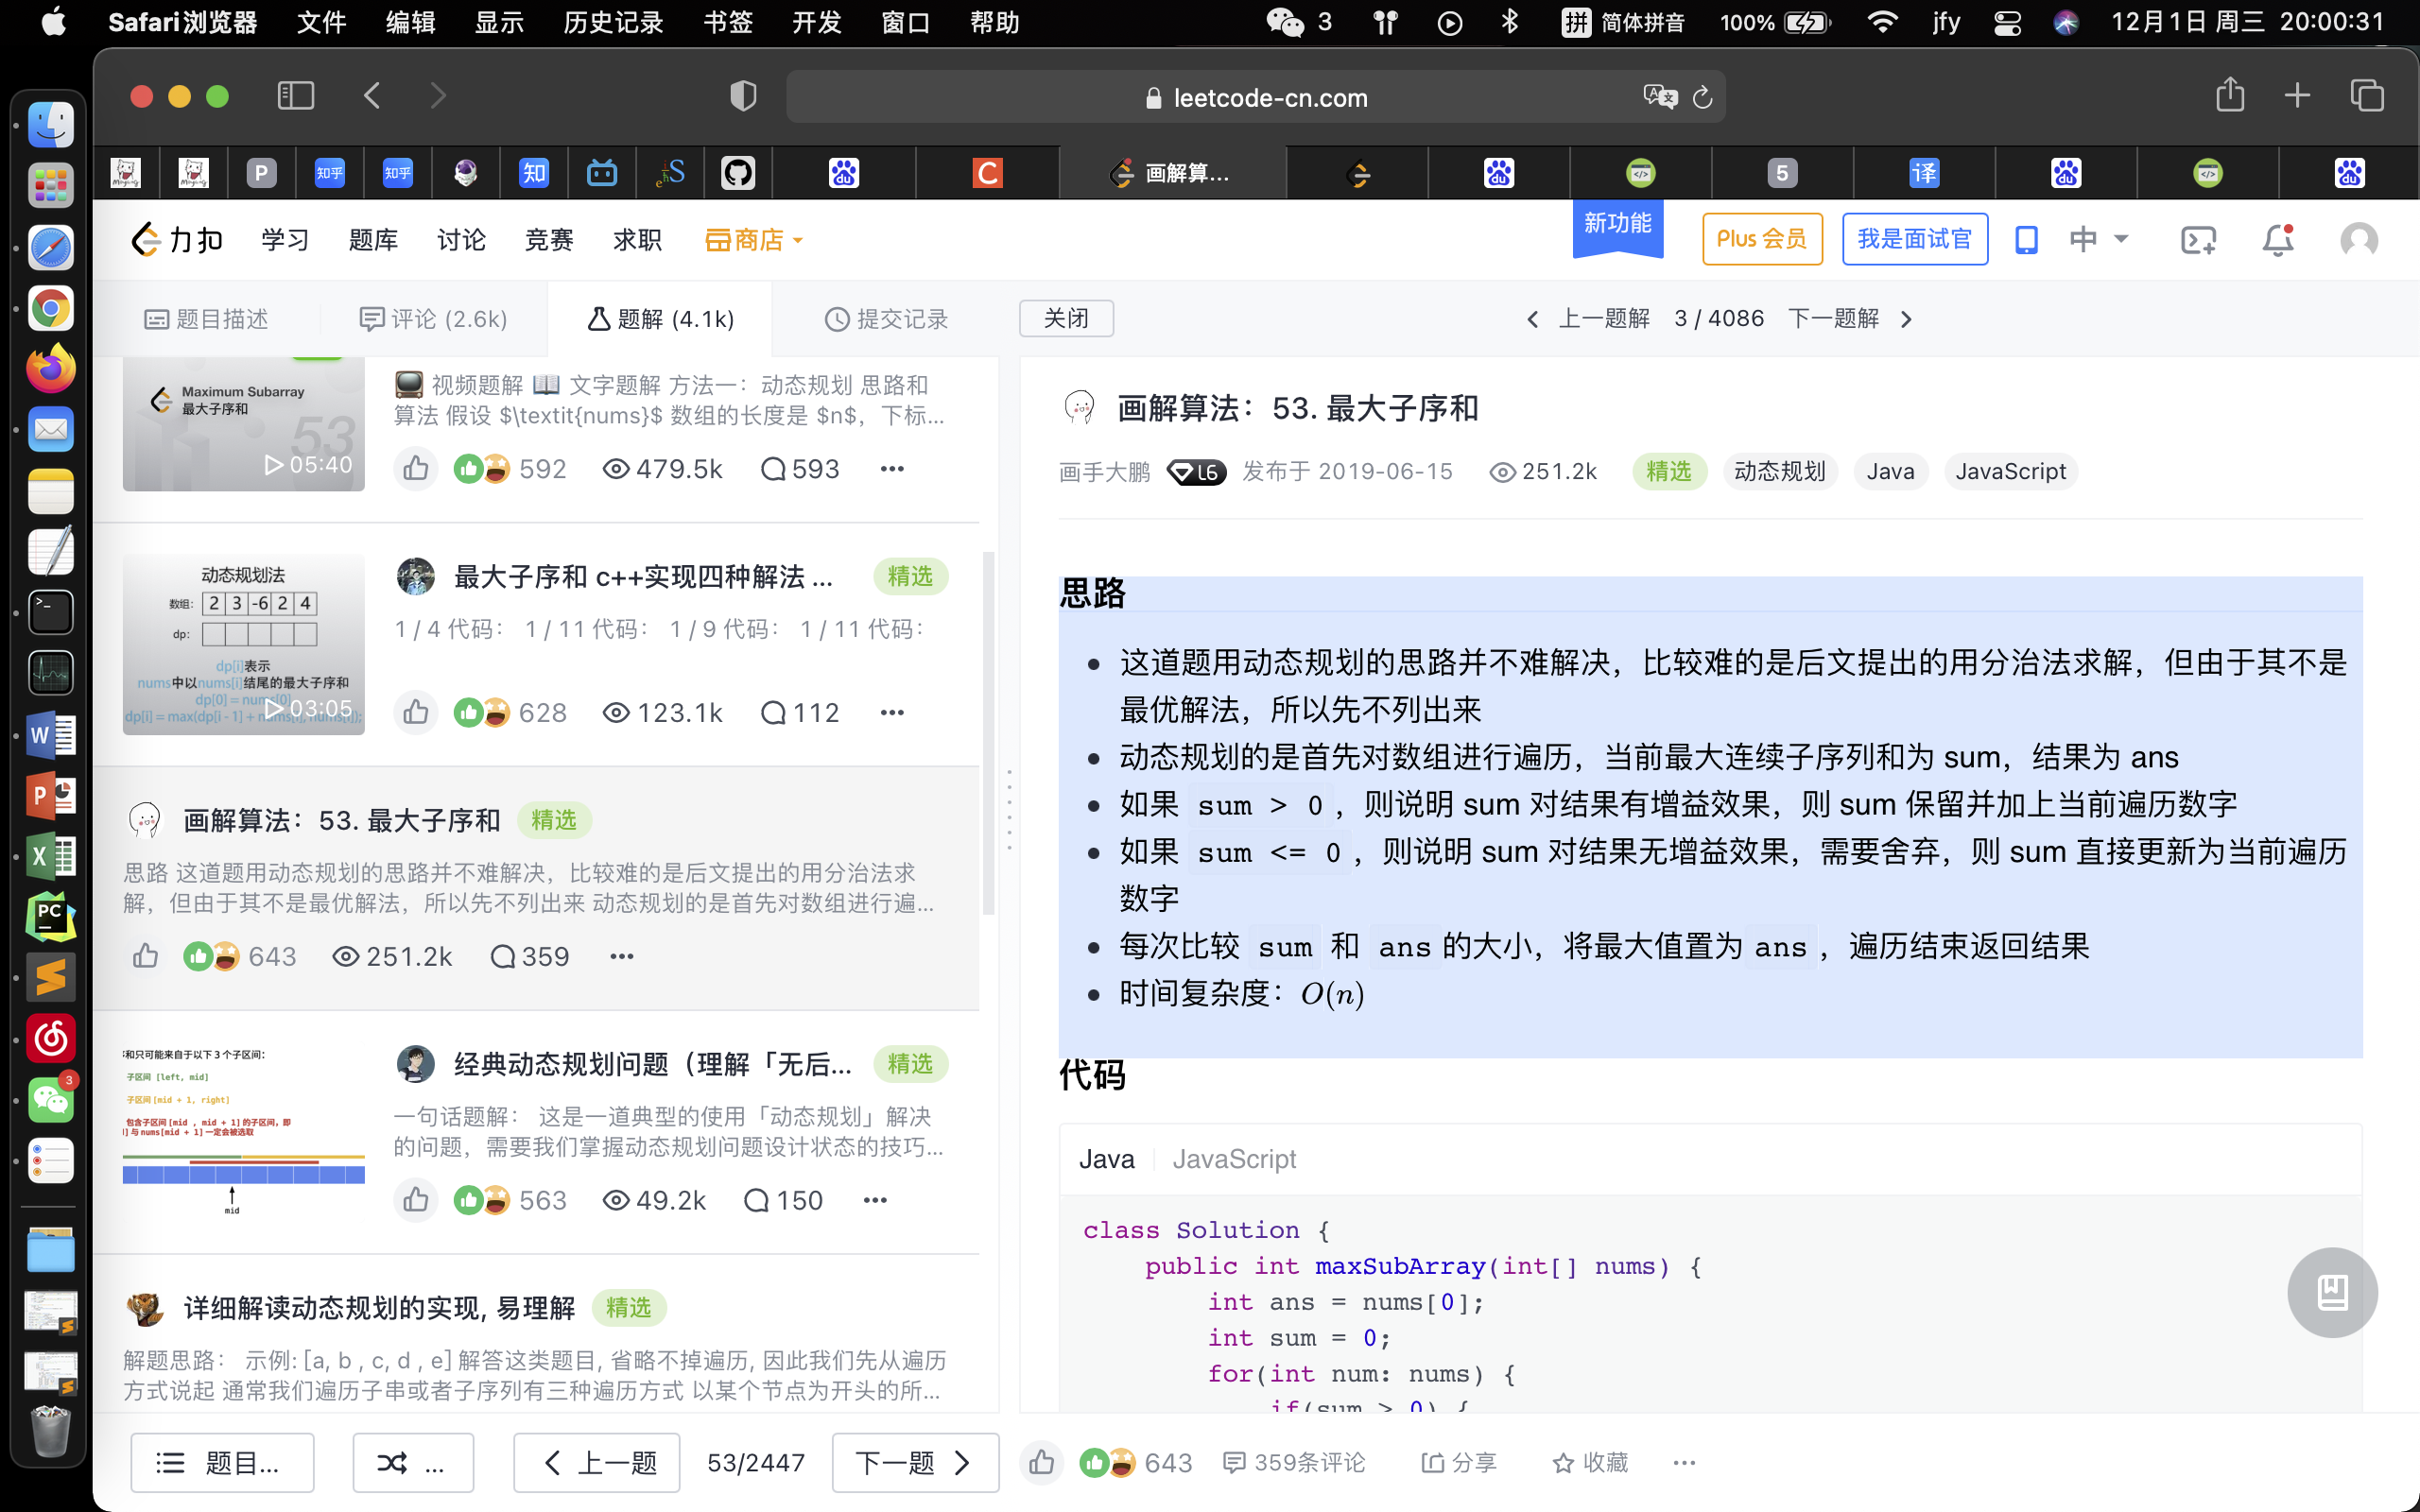 Safari浏览器 文件 编辑 显示 历史记录 书签 开发 窗口 帮助 3 拼 简体拼音 100% jfy 12月1日 周三 20:00:31
leetcode-cn.com
P 知乎 知乎 知 C 画解算... 5 译
力扣 学习 题库 讨论 竞赛 求职 商店 新功能 Plus 会员 我是面试官 中
题目描述 评论 (2.6k) 题解 (4.1k) 提交记录 关闭 上一题解 3 / 4086 下一题解
Maximum Subarray
最大子序和
53
05:40
视频题解 文字题解 方法一：动态规划 思路和
算法 假设 $\textit{nums}$ 数组的长度是 $n$，下标...
592 479.5k 593 ...
动态规划法
数组: 2 3 -6 2 4
dp:
dp[i]表示
nums中以nums[i]结尾的最大子序和
dp[0] = nums[0]
dp[i] = max(dp[i - 1] + nums[i], nums[i]);
03:05
最大子序和 c++实现四种解法 ... 精选
1 / 4 代码： 1 / 11 代码： 1 / 9 代码： 1 / 11 代码：
628 123.1k 112 ...
画解算法：53. 最大子序和 精选
思路 这道题用动态规划的思路并不难解决，比较难的是后文提出的用分治法求
解，但由于其不是最优解法，所以先不列出来 动态规划的是首先对数组进行遍...
643 251.2k 359 ...
和只可能来自于以下 3 个子区间：
子区间 [left, mid]
子区间 [mid + 1, right]
包含子区间 [mid , mid + 1] 的子区间，即
] 与 nums[mid + 1] 一定会被选取
mid
经典动态规划问题（理解「无后... 精选
一句话题解： 这是一道典型的使用「动态规划」解决
的问题，需要我们掌握动态规划问题设计状态的技巧...
563 49.2k 150 ...
详细解读动态规划的实现, 易理解 精选
解题思路： 示例: [a, b , c, d , e] 解答这类题目, 省略不掉遍历, 因此我们先从遍历
方式说起 通常我们遍历子串或者子序列有三种遍历方式 以某个节点为开头的所...
题目... ... 上一题 53/2447 下一题
画解算法：53. 最大子序和
画手大鹏 L6 发布于 2019-06-15 251.2k 精选 动态规划 Java JavaScript
思路
• 这道题用动态规划的思路并不难解决，比较难的是后文提出的用分治法求解，但由于其不是
最优解法，所以先不列出来
• 动态规划的是首先对数组进行遍历，当前最大连续子序列和为 sum，结果为 ans
• 如果 sum > 0，则说明 sum 对结果有增益效果，则 sum 保留并加上当前遍历数字
• 如果 sum <= 0，则说明 sum 对结果无增益效果，需要舍弃，则 sum 直接更新为当前遍历
数字
• 每次比较 sum 和 ans的大小，将最大值置为ans，遍历结束返回结果
• 时间复杂度：O(n)
代码
Java JavaScript
class Solution {
public int maxSubArray(int[] nums) {
int ans = nums[0];
int sum = 0;
for(int num: nums) {
if(sum > 0) {
643 359条评论 分享 收藏 ...
>_
W
P
X
PC
3